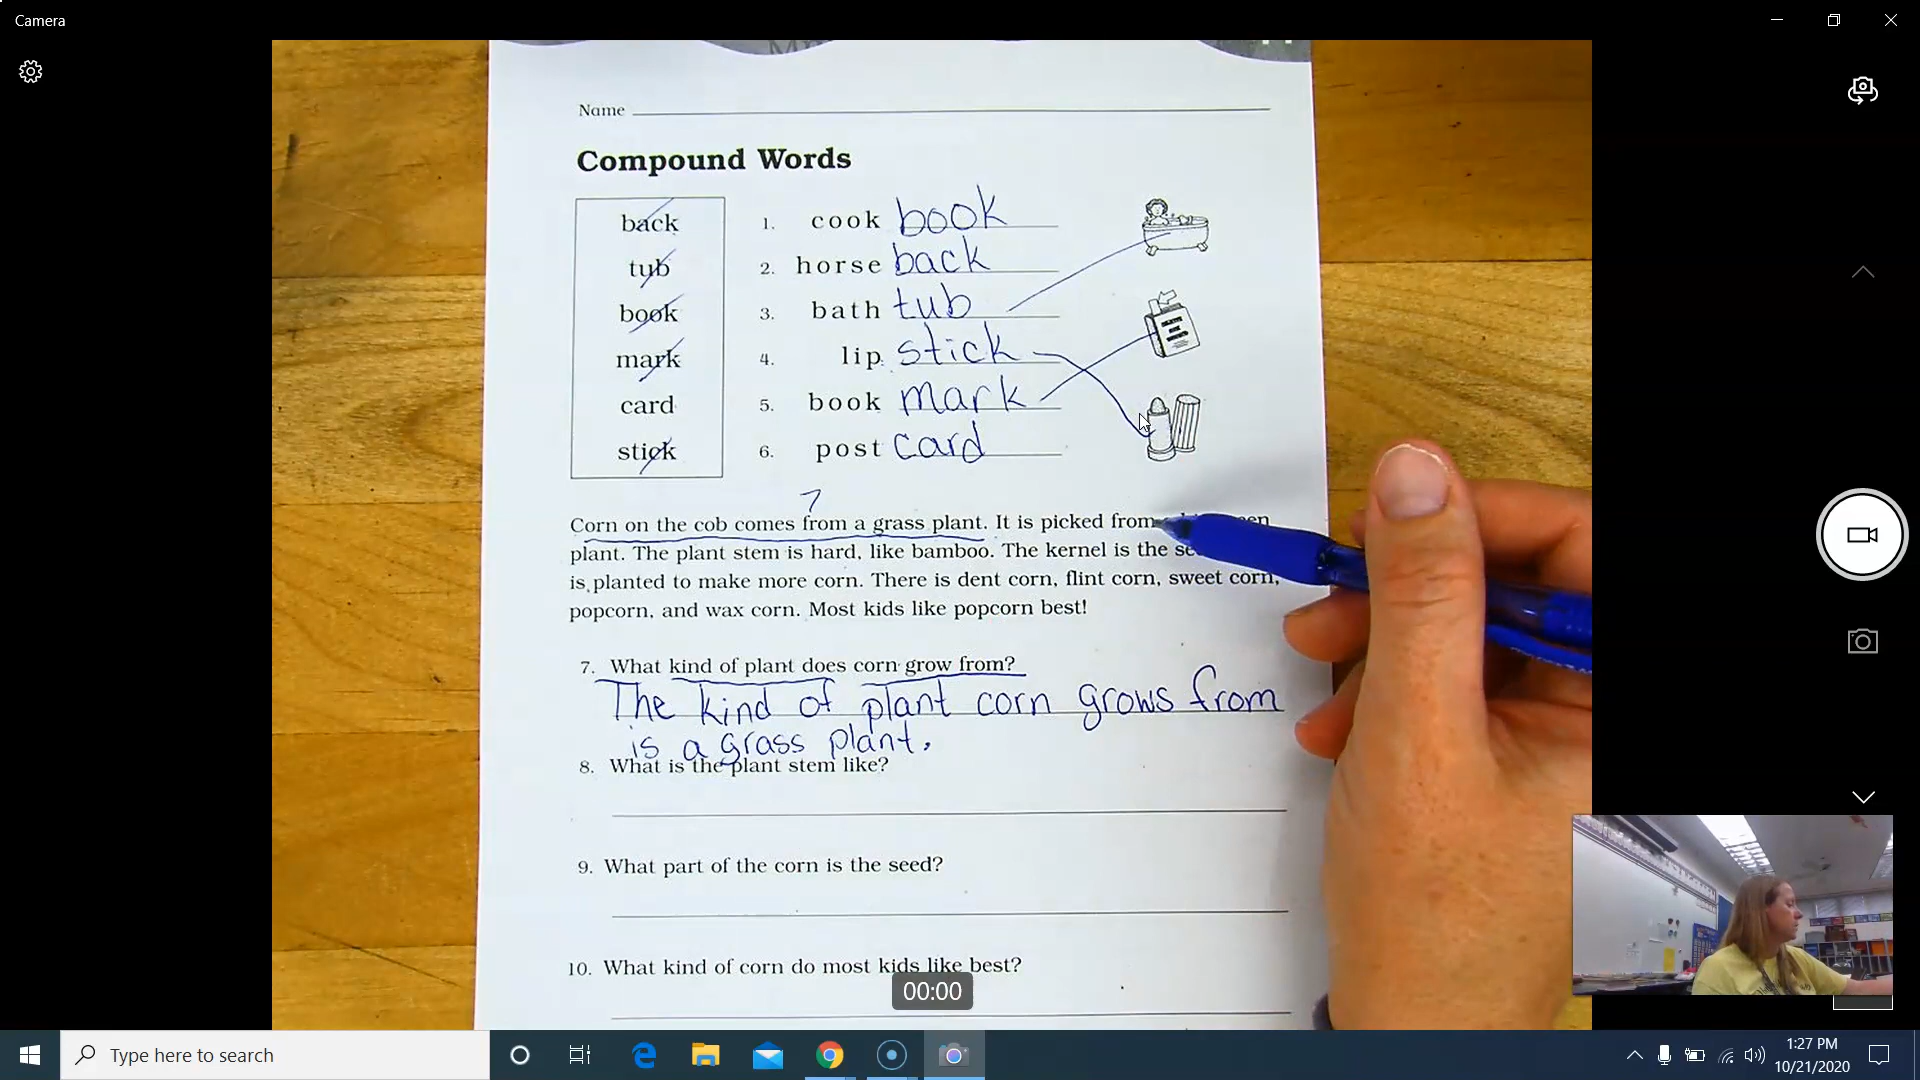 Camera
Name
Compound Words
back
tub
book
mark
card
stick
1. cook book
2. horse back
3. bath tub
4. lip stick
5. book mark
6. post card
7
Corn on the cob comes from a grass plant. It is picked from
plant. The plant stem is hard, like bamboo. The kernel is the
is planted to make more corn. There is dent corn, flint corn, sweet corn,
popcorn, and wax corn. Most kids like popcorn best!
7. What kind of plant does corn grow from?
The kind of plant corn grows from
is a grass plant.
8. What is the plant stem like?
9. What part of the corn is the seed?
10. What kind of corn do most kids like best?
00:00
Type here to search
1:27 PM
10/21/2020